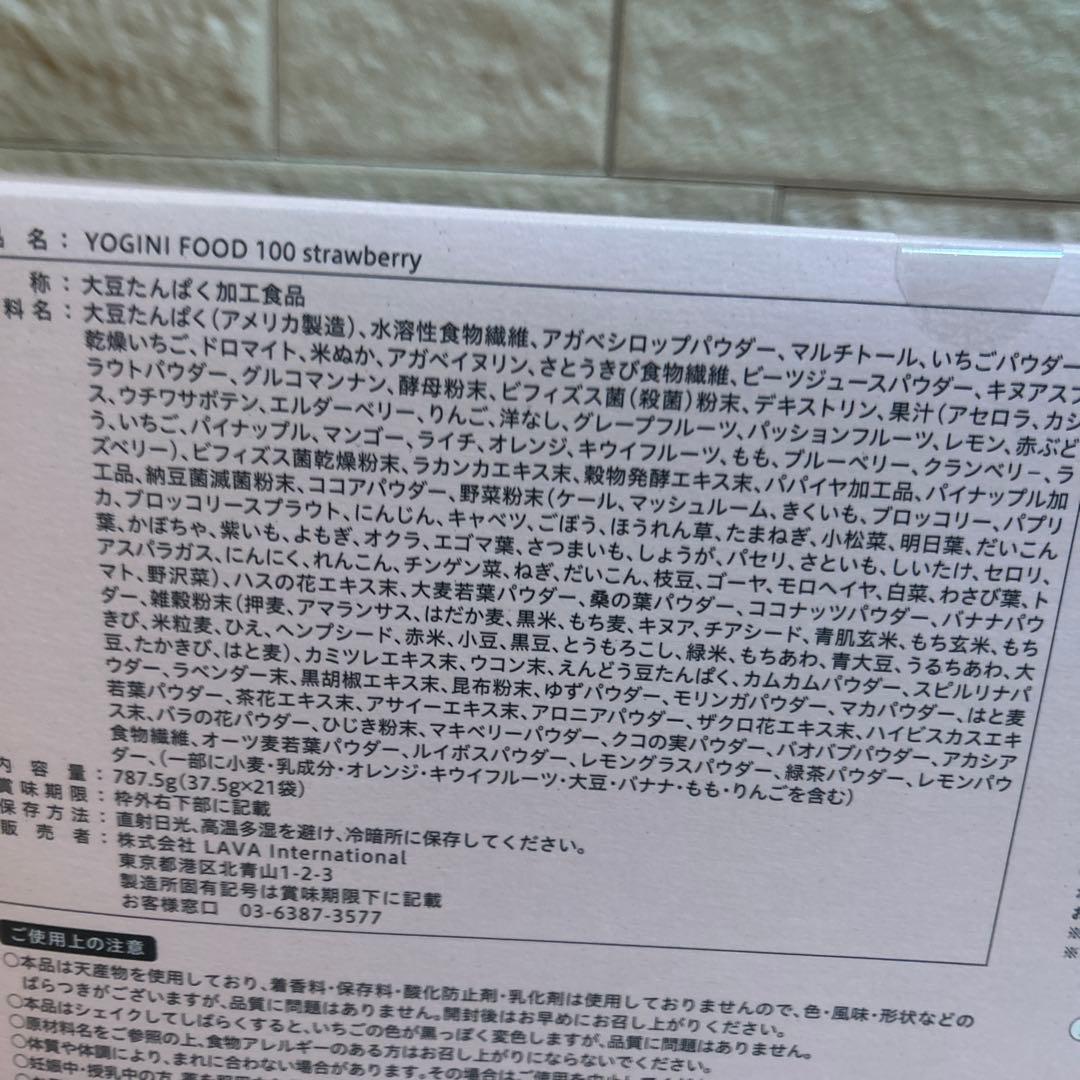 名： YOGINI FOOD 100 strawberry
称：大豆たんぱく加工食品
料名：大豆たんぱく(アメリカ製造)、水溶性食物繊維、アガベシロップパウダー、マルチトール、いちごパウダー
乾燥いちご、ドロマイト、米ぬか、アガベイヌリン、さとうきび食物繊維、ビーツジュースパウダー、キヌアスプ
ラウトパウダー、グルコマンナン、酵母粉末、ビフィズス菌(殺菌)粉末、デキストリン、果汁(アセロラ、カシ
ス、ウチワサボテン、エルダーベリー、りんご、洋なし、グレープフルーツ、パッションフルーツ、レモン、赤ぶど
う、いちご、パイナップル、マンゴー、ライチ、オレンジ、キウイフルーツ、もも、ブルーベリー、クランベリー、ラ
ズベリー)、ビフィズス菌乾燥粉末、ラカンカエキス末、穀物発酵エキス末、パパイヤ加工品、パイナップル加
工品、納豆菌滅菌粉末、ココアパウダー、野菜粉末(ケール、マッシュルーム、きくいも、ブロッコリー、パプリ
カ、ブロッコリースプラウト、にんじん、キャベツ、ごぼう、ほうれん草、たまねぎ、小松菜、明日葉、だいこん
葉、かぼちゃ、紫いも、よもぎ、オクラ、エゴマ葉、さつまいも、しょうが、パセリ、さといも、しいたけ、セロリ、
アスパラガス、にんにく、れんこん、チンゲン菜、ねぎ、だいこん、枝豆、ゴーヤ、モロヘイヤ、白菜、わさび葉、ト
マト、野沢菜)、ハスの花エキス末、大麦若葉パウダー、桑の葉パウダー、ココナッツパウダー、バナナパウ
ダー、雑穀粉末(押麦、アマランサス、はだか麦、黒米、もち麦、キヌア、チアシード、青肌玄米、もち玄米、もち
きび、米粒麦、ひえ、ヘンプシード、赤米、小豆、黒豆、とうもろこし、緑米、もちあわ、青大豆、うるちあわ、大
豆、たかきび、はと麦)、カミツレエキス末、ウコン末、えんどう豆たんぱく、カムカムパウダー、スピルリナパ
ウダー、ラベンダー末、黒胡椒エキス末、昆布粉末、ゆずパウダー、モリンガパウダー、マカパウダー、はと麦
若葉パウダー、茶花エキス末、アサイーエキス末、アロニアパウダー、ザクロ花エキス末、ハイビスカスエキ
ス末、バラの花パウダー、ひじき粉末、マキベリーパウダー、クコの実パウダー、バオバブパウダー、アカシア
食物繊維、オーツ麦若葉パウダー、ルイボスパウダー、レモングラスパウダー、緑茶パウダー、レモンパウ
ダー、(一部に小麦・乳成分・オレンジ・キウイフルーツ・大豆・バナナ・もも・りんごを含む)
内容量：787.5g(37.5g×21袋)
賞味期限：枠外右下部に記載
保存方法：直射日光、高温多湿を避け、冷暗所に保存してください。
販売者：株式会社 LAVA International
東京都港区北青山1-2-3
製造所固有記号は賞味期限下に記載
お客様窓口 03-6387-3577
ご使用上の注意
○本品は天産物を使用しており、着香料・保存料・酸化防止剤・乳化剤は使用しておりませんので、色・風味・形状などの
ばらつきがございますが、品質に問題はありません。開封後はお早めにお召し上がりください。
○本品はシェイクしてしばらくすると、いちごの色が黒っぽく変色しますが、品質に問題はありません。
○原材料名をご参照の上、食物アレルギーのある方はお召し上がりにならないでください。
○体質や体調により、まれに合わない場合があります。その場合はご使用を中止してくだ
○妊娠中・授乳中の方、薬を